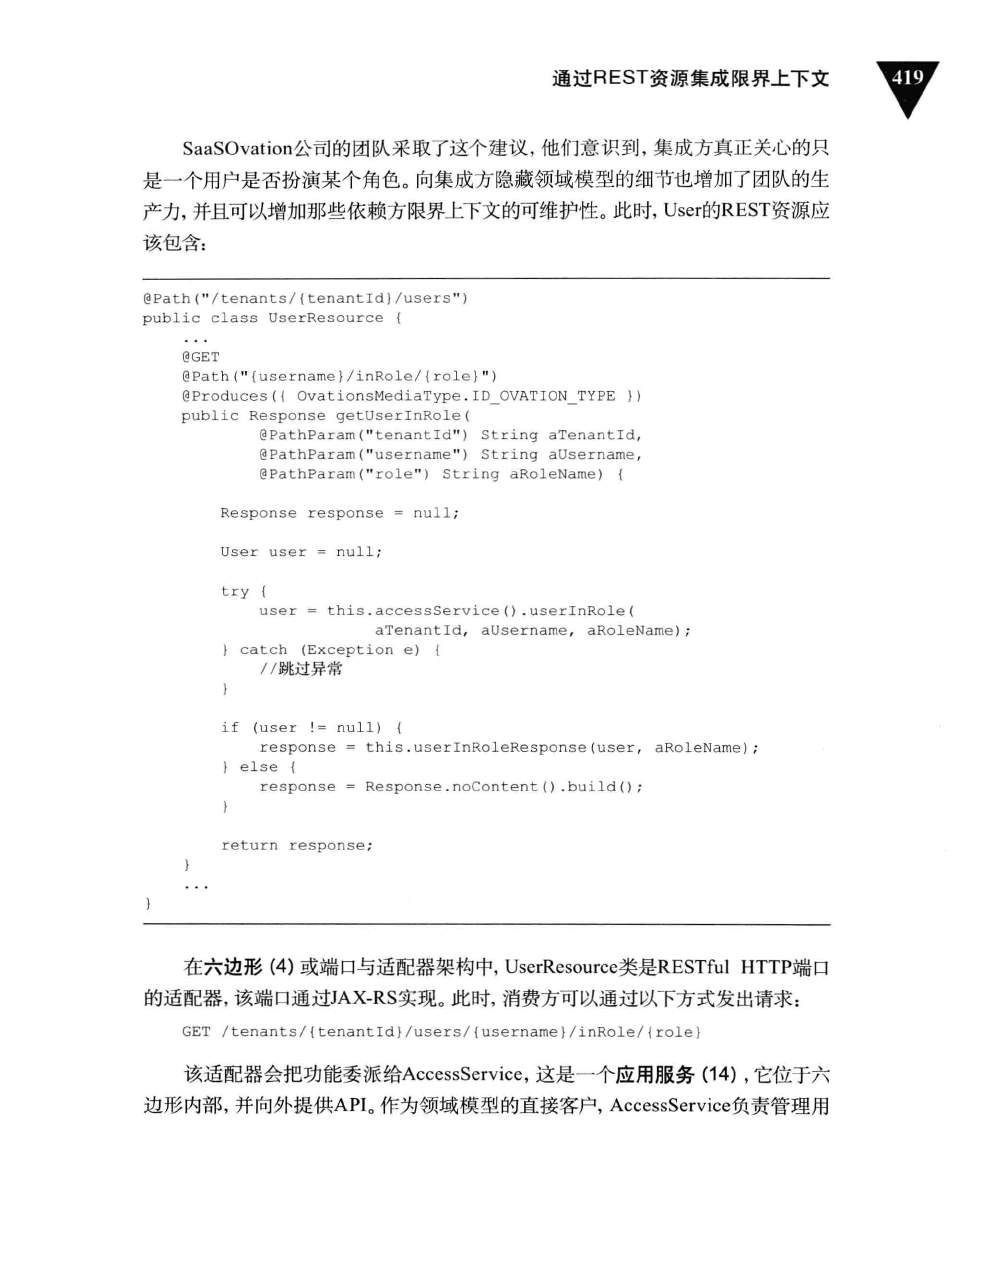 通过REST资源集成限界上下文
419
SaaSOvation公司的团队采取了这个建议，他们意识到，集成方真正关心的只
是一个用户是否扮演某个角色。向集成方隐藏领域模型的细节也增加了团队的生
产力，并且可以增加那些依赖方限界上下文的可维护性。此时，User的REST资源应
该包含：
@Path("/tenants/{tenantId}/users")
public class UserResource {
...
@GET
@Path("{username}/inRole/{role}")
@Produces({ OvationsMediaType.ID_OVATION_TYPE })
public Response getUserInRole(
@PathParam("tenantId") String aTenantId,
@PathParam("username") String aUsername,
@PathParam("role") String aRoleName) {
Response response = null;
User user = null;
try {
user = this.accessService().userInRole(
aTenantId, aUsername, aRoleName);
} catch (Exception e) {
//跳过异常
}
if (user != null) {
response = this.userInRoleResponse(user, aRoleName);
} else {
response = Response.noContent().build();
}
return response;
}
...
}
在六边形 (4) 或端口与适配器架构中，UserResource类是RESTful HTTP端口
的适配器，该端口通过JAX-RS实现。此时，消费方可以通过以下方式发出请求：
GET /tenants/{tenantId}/users/{username}/inRole/{role}
该适配器会把功能委派给AccessService，这是一个应用服务 (14) ，它位于六
边形内部，并向外提供API。作为领域模型的直接客户，AccessService负责管理用